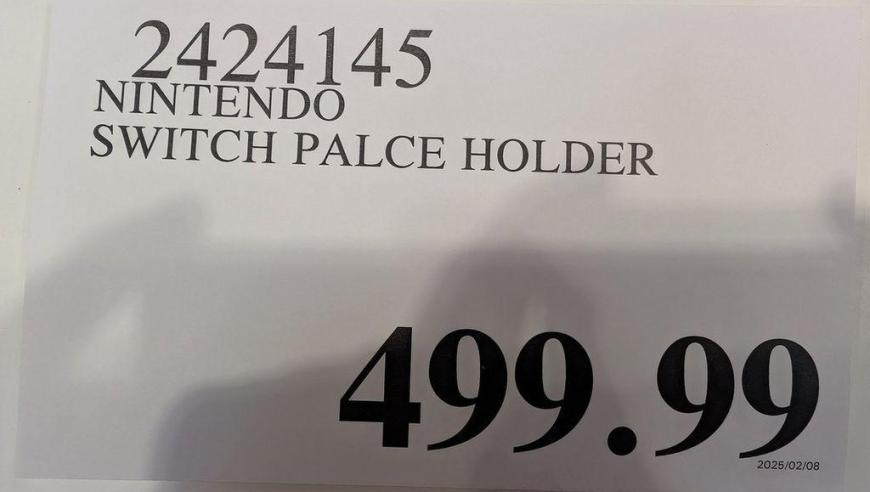 2424145
NINTENDO
SWITCH PALCE HOLDER
499.99
2025/02/08